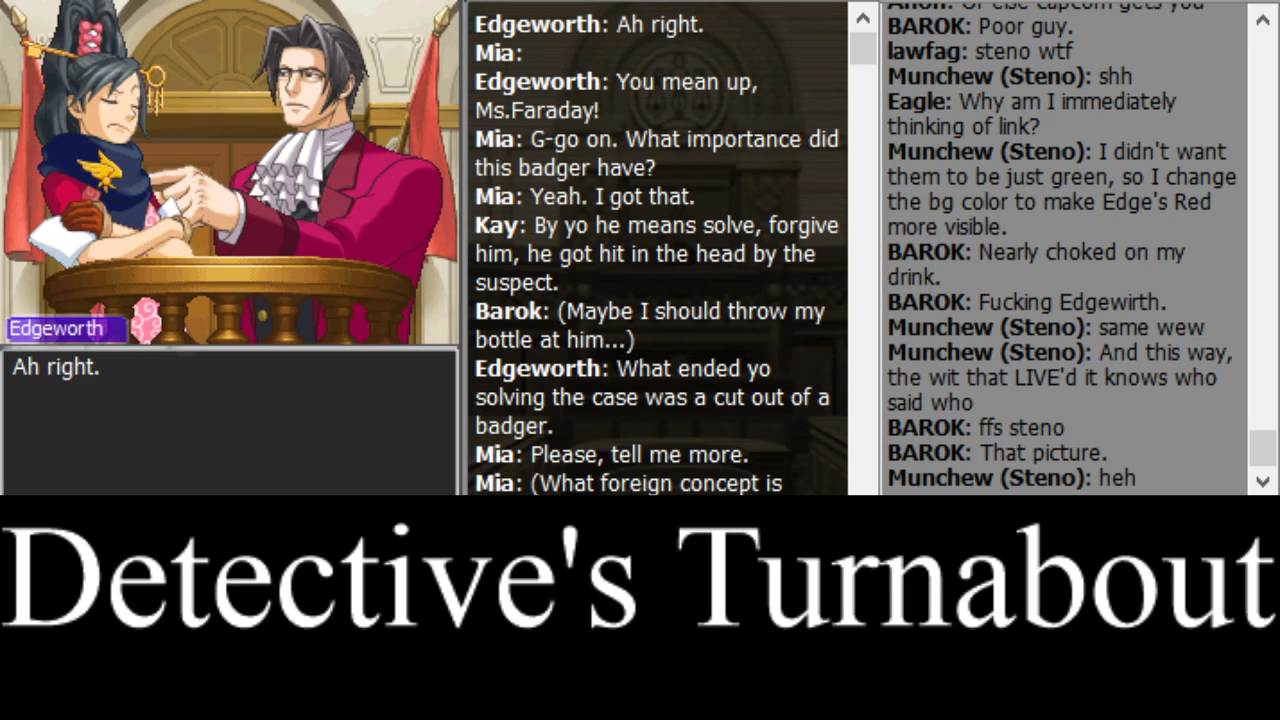 Edgeworth
Ah right.
Edgeworth: Ah right.
Mia:
Edgeworth: You mean up,
Ms.Faraday!
Mia: G-go on. What importance did
this badger have?
Mia: Yeah. I got that.
Kay: By yo he means solve, forgive
him, he got hit in the head by the
suspect.
Barok: (Maybe I should throw my
bottle at him...)
Edgeworth: What ended yo
solving the case was a cut out of a
badger.
Mia: Please, tell me more.
Mia: (What foreign concept is
Anon: Or else capcom gets you
BAROK: Poor guy.
lawfag: steno wtf
Munchew (Steno): shh
Eagle: Why am I immediately
thinking of link?
Munchew (Steno): I didn't want
them to be just green, so I change
the bg color to make Edge's Red
more visible.
BAROK: Nearly choked on my
drink.
BAROK: Fucking Edgewirth.
Munchew (Steno): same wew
Munchew (Steno): And this way,
the wit that LIVE'd it knows who
said who
BAROK: ffs steno
BAROK: That picture.
Munchew (Steno): heh
Detective's Turnabout